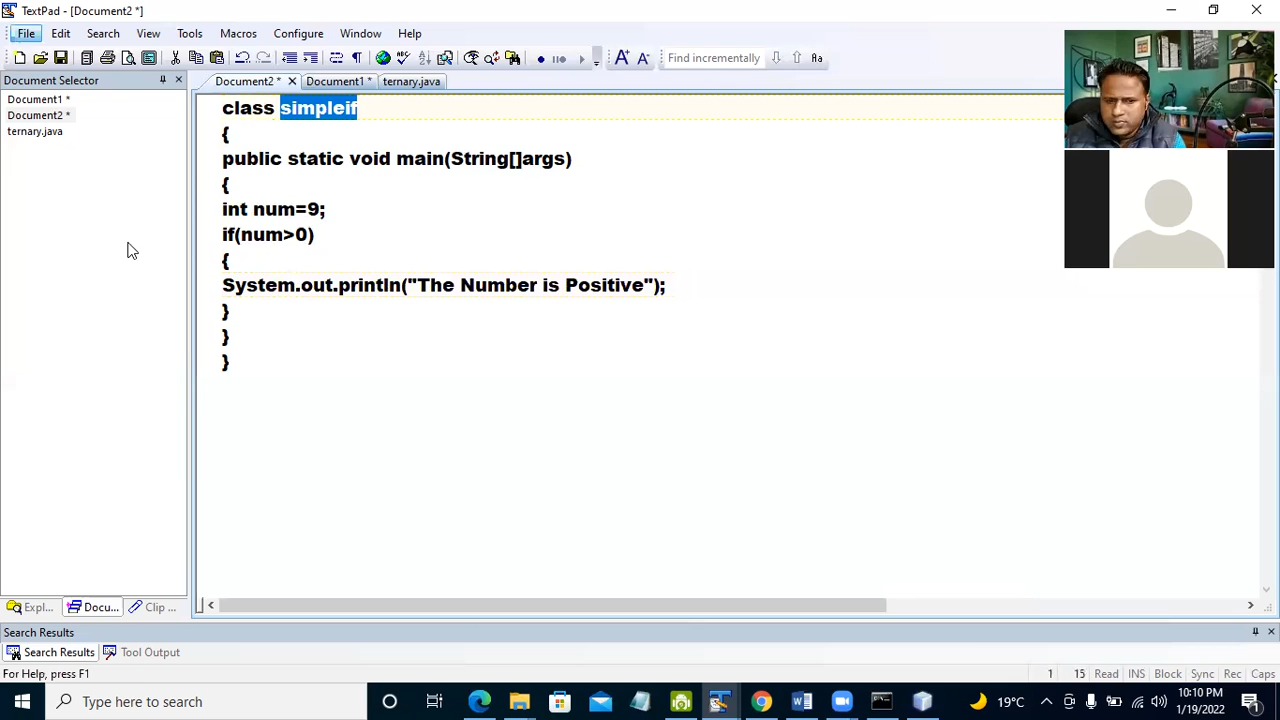 TextPad - [Document2 *]
File Edit Search View Tools Macros Configure Window Help
Find incrementally
Document Selector
Document2 * Document1 * ternary.java
Document1 *
Document2 *
ternary.java
class simpleif
{
public static void main(String[]args)
{
int num=9;
if(num>0)
{
System.out.println("The Number is Positive");
}
}
}
Expl... Docu... Clip ...
Search Results
Search Results Tool Output
For Help, press F1 1 15 Read INS Block Sync Rec Caps
Type here to search 19°C 10:10 PM
1/19/2022